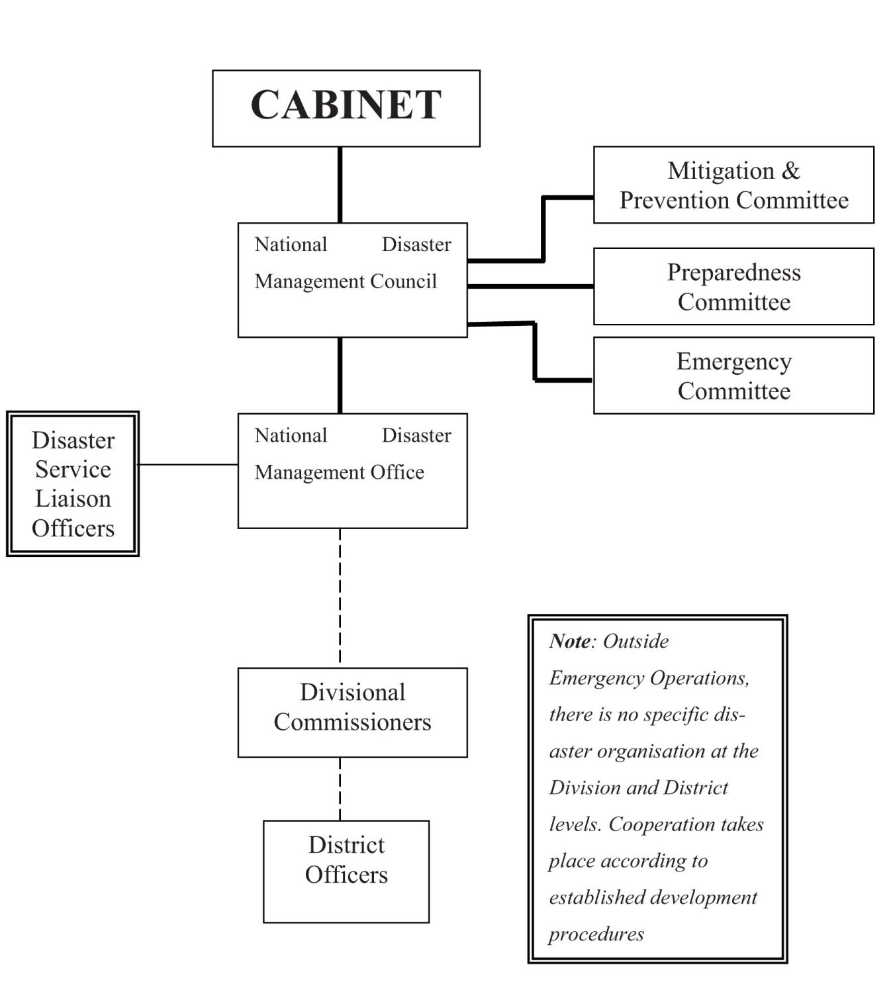 CABINET
Mitigation &
Prevention Committee
National Disaster
Management Council
Preparedness
Committee
Emergency
Committee
Disaster
Service
Liaison
Officers
National Disaster
Management Office
Divisional
Commissioners
District
Officers
Note: Outside
Emergency Operations,
there is no specific dis-
aster organisation at the
Division and District
levels. Cooperation takes
place according to
established development
procedures